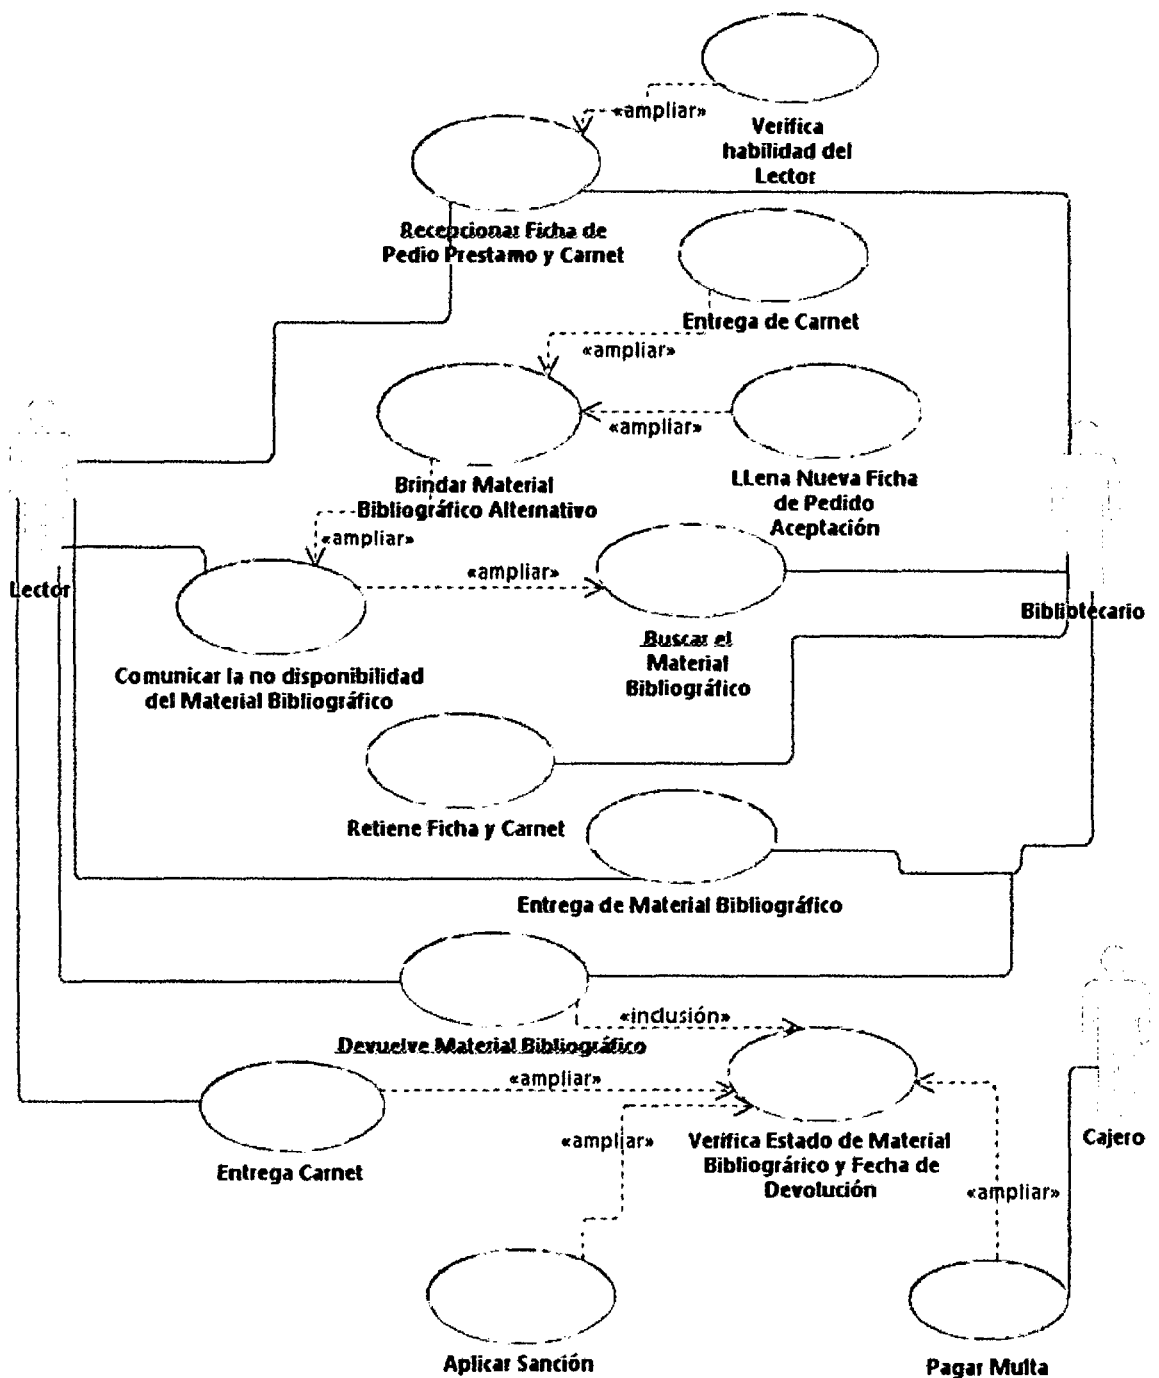 «ampliar»
Verifica
habilidad del
Lector
Recepcionar Ficha de
Pedio Prestamo y Carnet
Entrega de Carnet
«ampliar»
«ampliar»
Brindar Material
Bibliográfico Alternativo
LLena Nueva Ficha
de Pedido
Aceptación
«ampliar»
«ampliar»
Lector
Bibliotecario
Buscar el
Material
Bibliográfico
Comunicar la no disponibilidad
del Material Bibliográfico
Retiene Ficha y Carnet
Entrega de Material Bibliográfico
«inclusión»
Devuelve Material Bibliográfico
«ampliar»
«ampliar»
Verifica Estado de Material
Bibliográrico y Fecha de
Devolución
Cajero
Entrega Carnet
«ampliar»
Aplicar Sanción
Pagar Multa